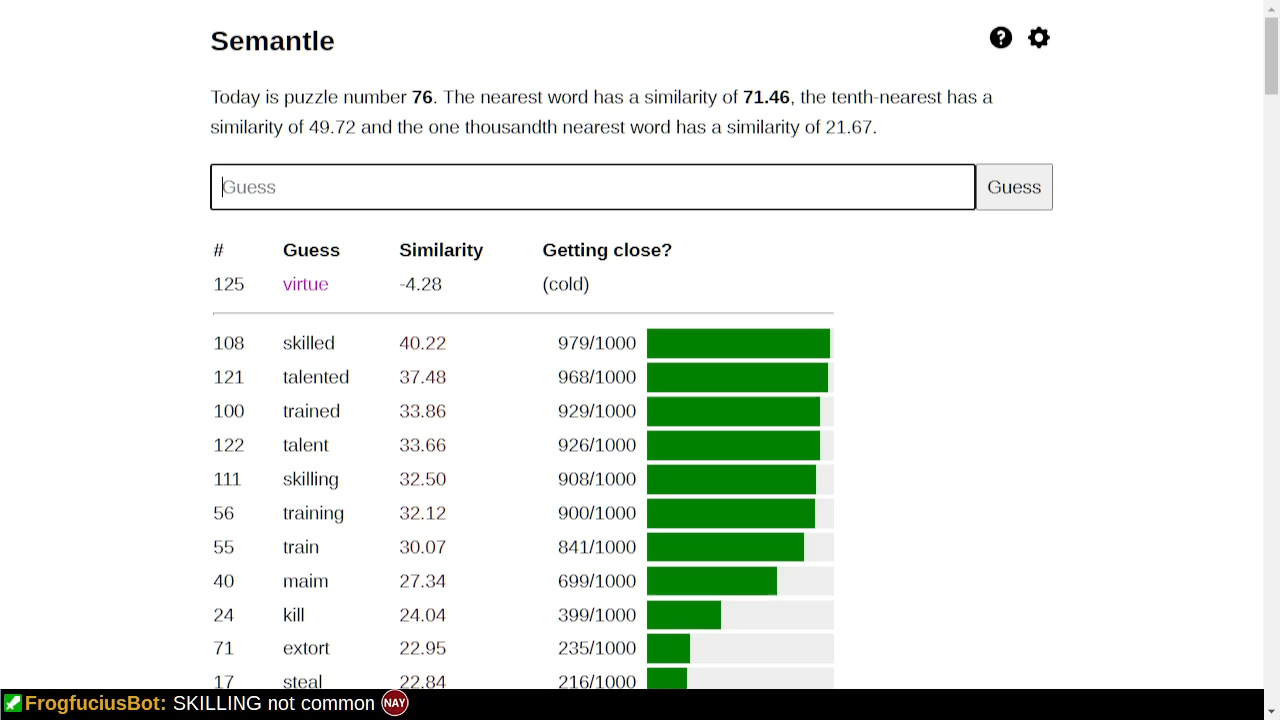 Semantle
Today is puzzle number 76. The nearest word has a similarity of 71.46, the tenth-nearest has a
similarity of 49.72 and the one thousandth nearest word has a similarity of 21.67.
Guess Guess
# Guess Similarity Getting close?
125 virtue -4.28 (cold)
108 skilled 40.22 979/1000
121 talented 37.48 968/1000
100 trained 33.86 929/1000
122 talent 33.66 926/1000
111 skilling 32.50 908/1000
56 training 32.12 900/1000
55 train 30.07 841/1000
40 maim 27.34 699/1000
24 kill 24.04 399/1000
71 extort 22.95 235/1000
17 steal 22.84 216/1000
FrogfuciusBot: SKILLING not common NAY